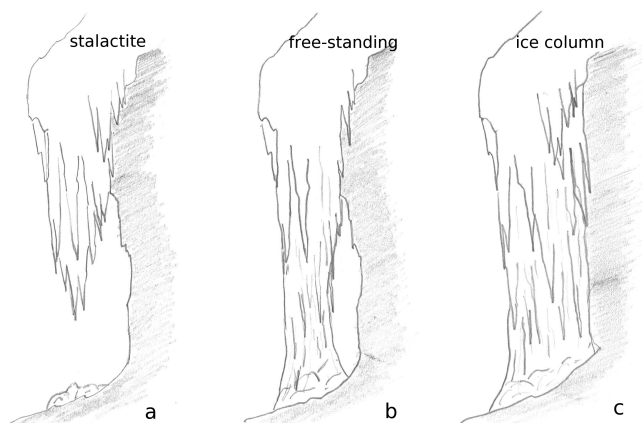 stalactite
free-standing
ice column
a
b
c